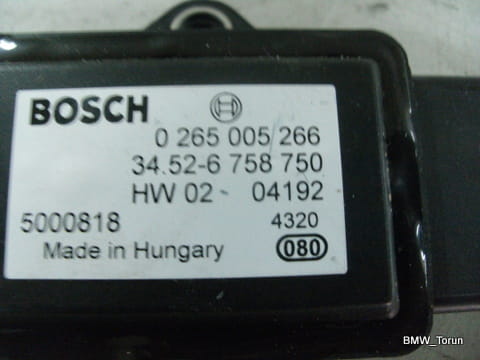 BOSCH
0 265 005 266
34.52-6 758 750
HW 02- 04192
5000818 4320
Made in Hungary 080
BMW_Torun